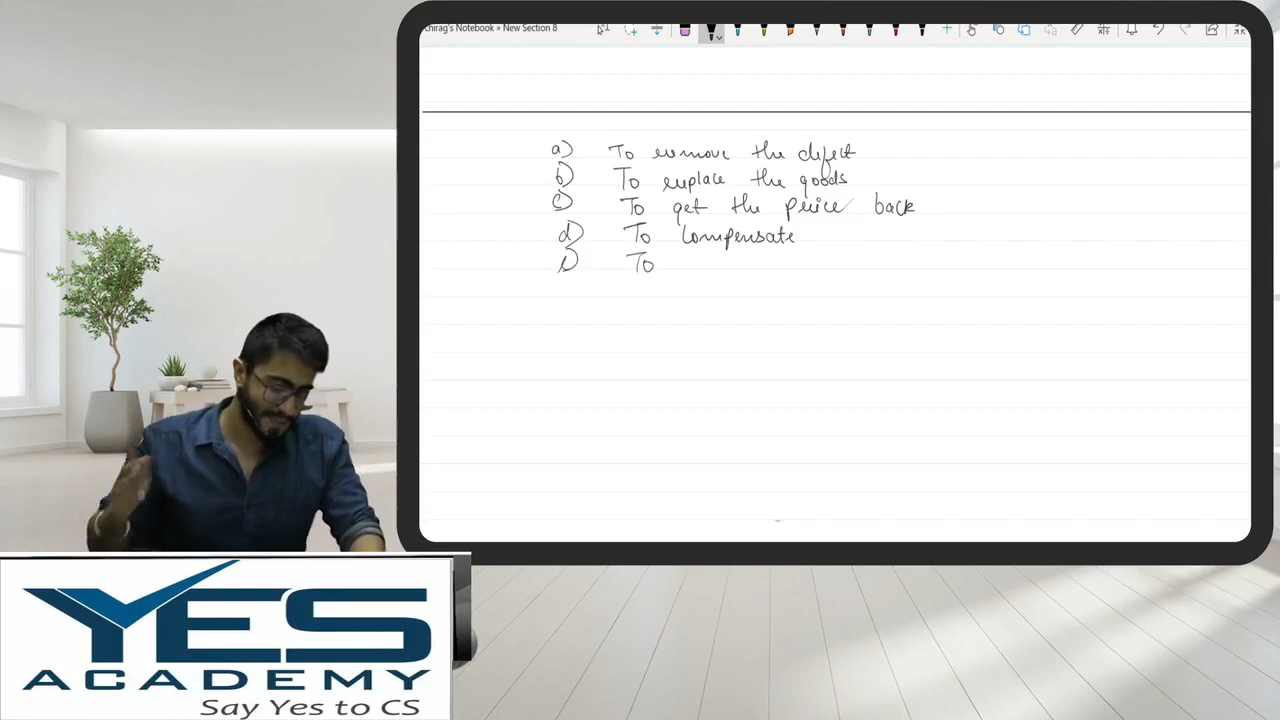 chirag's Notebook » New Section 8
a) To remove the defect
b) To replace the goods
c) To get the price back
d) To compensate
e) To
YES
ACADEMY
Say Yes to CS